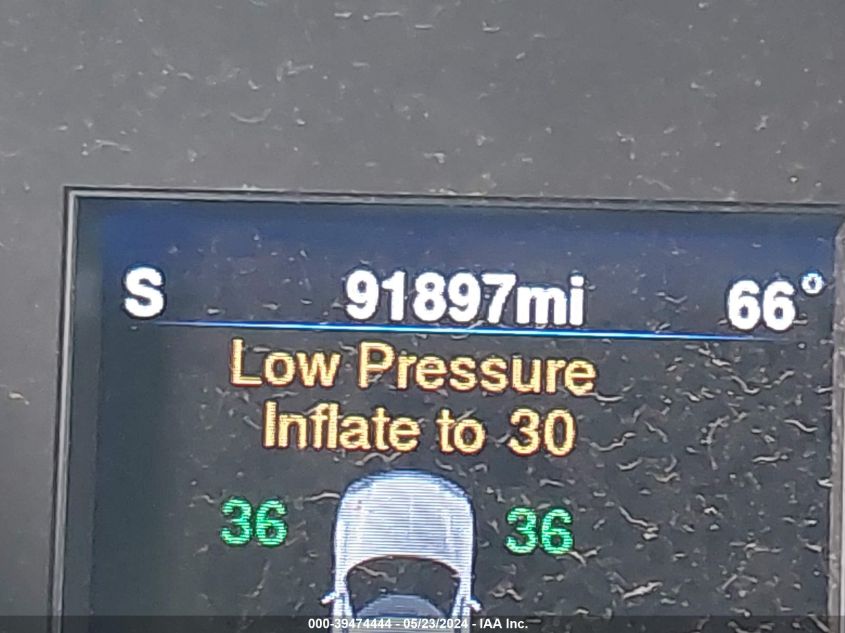 S 91897mi 66°
Low Pressure
Inflate to 30
36 36
000-39474444 - 05/23/2024 - IAA Inc.